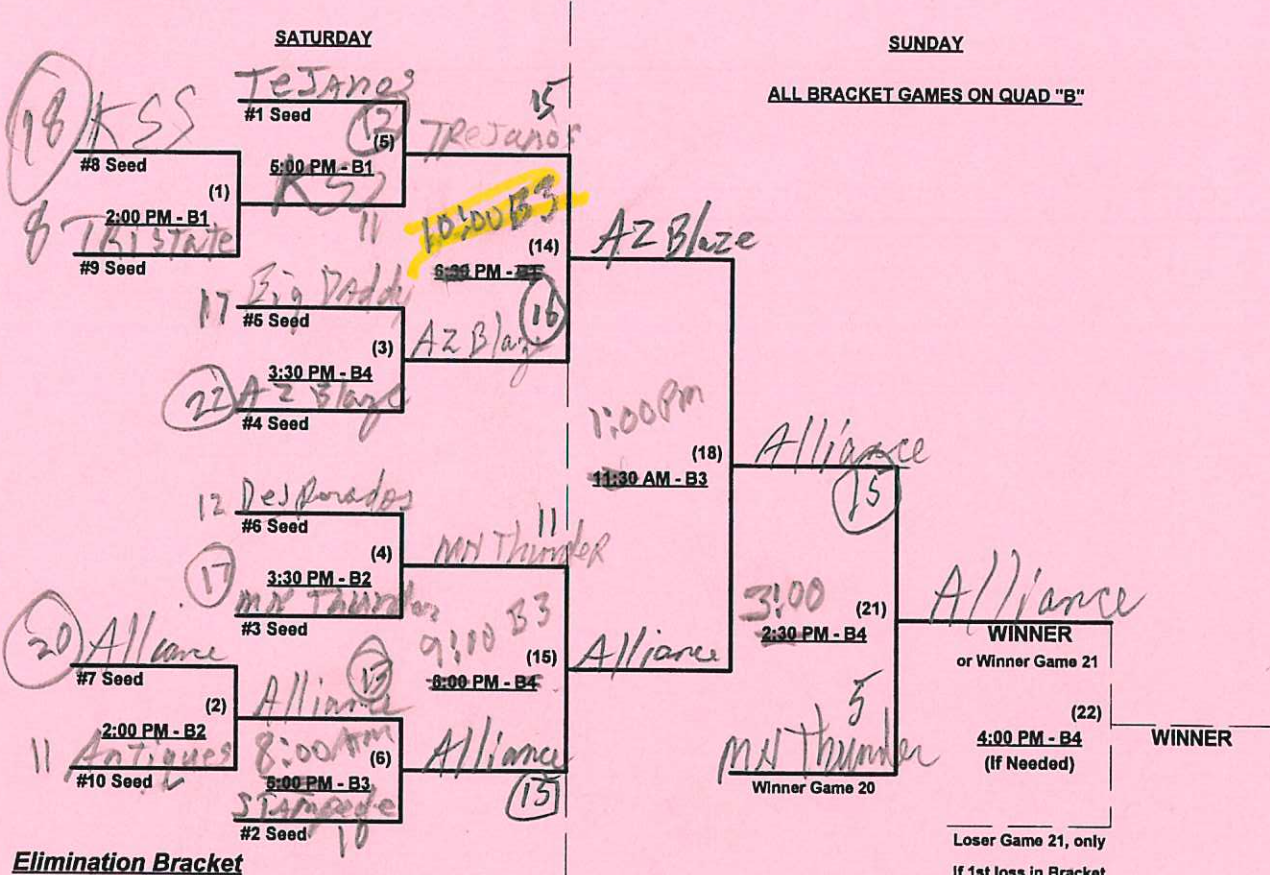 SATURDAY
SUNDAY
ALL BRACKET GAMES ON QUAD "B"
TeJAnos
#1 Seed
15
18 KSS
#8 Seed
12
(5)
TReJanos
5:00 PM - B1
(1)
KSS
2:00 PM - B1
8 TRiState
11
#9 Seed
10:00 B3
(14)
AZ Blaze
6:30 PM -
17 Big DAddy
#5 Seed
16
(3)
AZ Blaze
3:30 PM - B4
22 AZ Blaze
#4 Seed
1:00 Pm
(18)
Alliance
11:30 AM - B3
15
12 Desparados
#6 Seed
11
(4)
MN ThundeR
3:30 PM - B2
17 MN Thunder
#3 Seed
3:00
(21)
Alliance
2:30 PM - B4
WINNER
or Winner Game 21
20 Alliance
#7 Seed
9:00 B3
(15)
Alliance
6:00 PM - B4
(2)
Alliance
2:00 PM - B2
11 Antiques
#10 Seed
8:00 Am
(6)
Alliance
5:00 PM - B3
15
STAmpede
#2 Seed
10
5
MN Thunder
Winner Game 20
(22)
4:00 PM - B4
(If Needed)
WINNER
Loser Game 21, only
If 1st loss in Bracket
Elimination Bracket